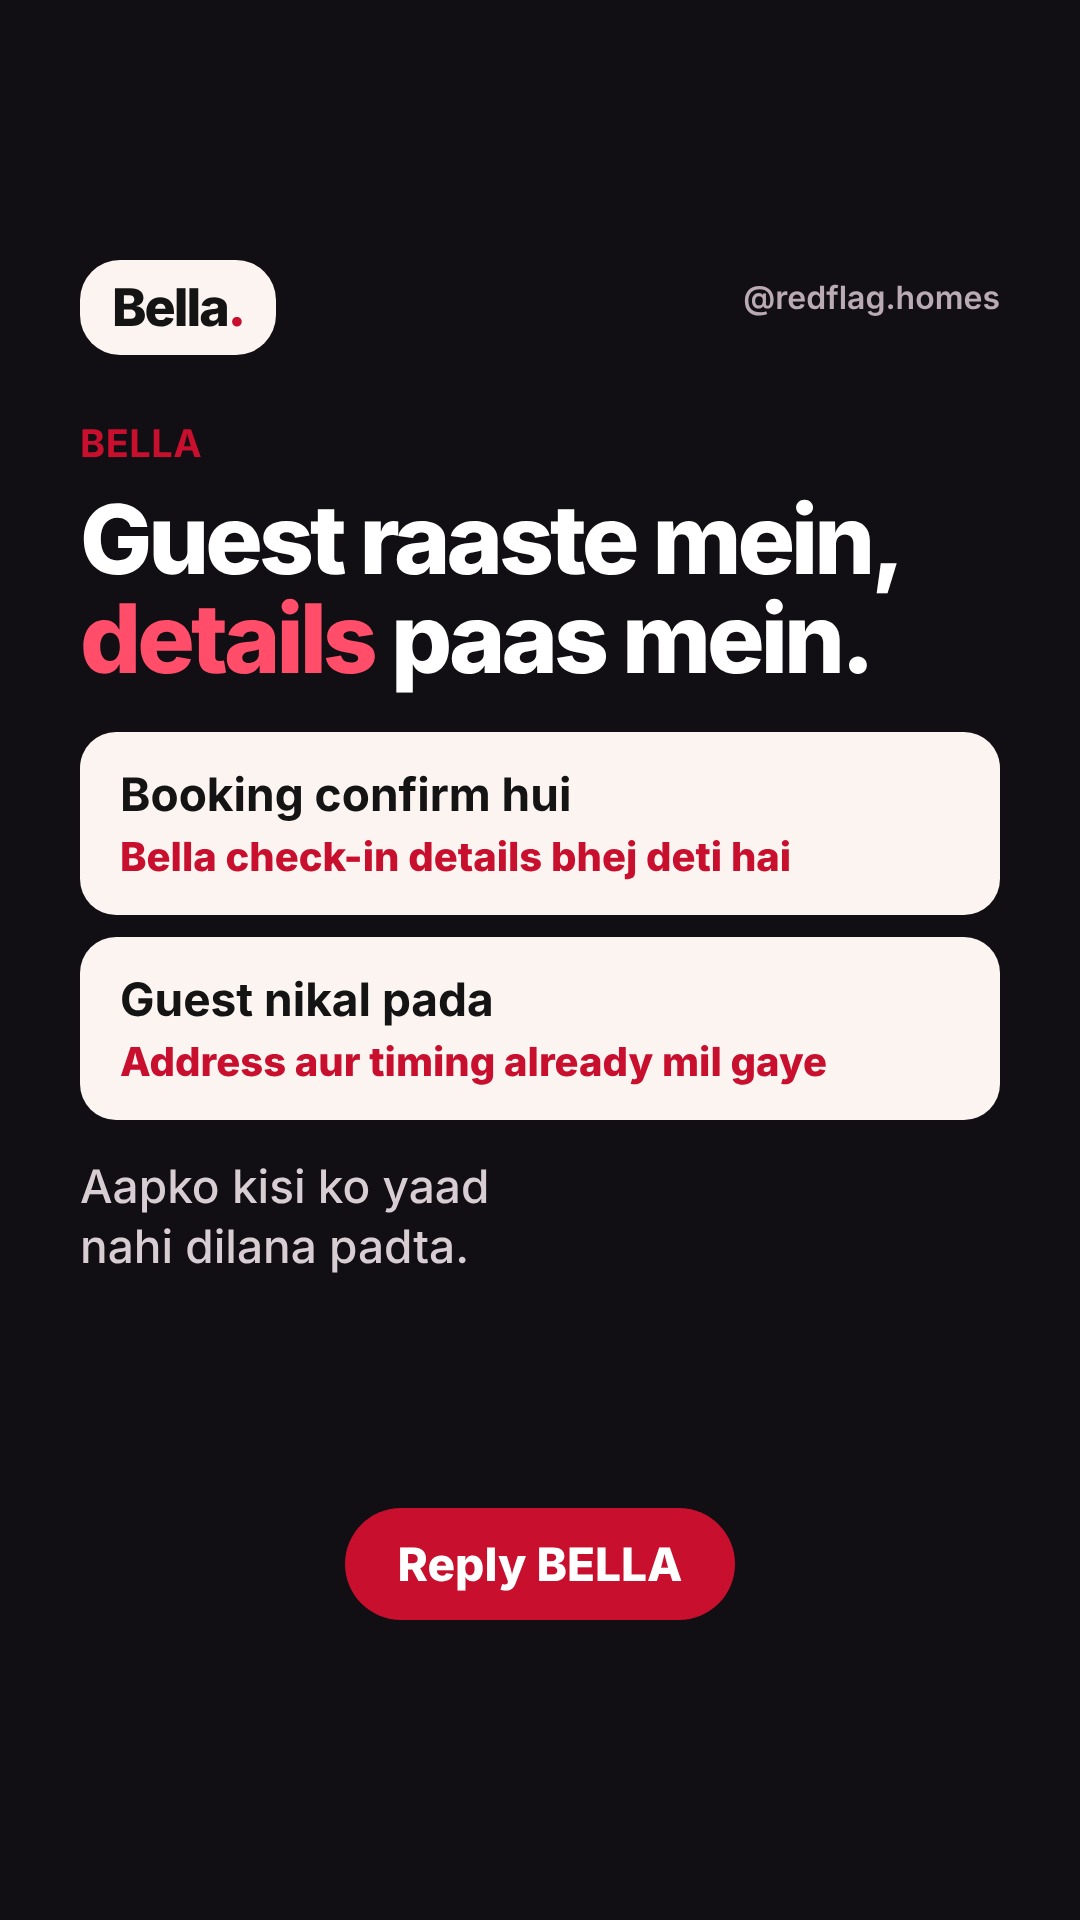 Bella.
@redflag.homes
BELLA
Guest raaste mein,
details paas mein.
Booking confirm hui
Bella check-in details bhej deti hai
Guest nikal pada
Address aur timing already mil gaye
Aapko kisi ko yaad
nahi dilana padta.
Reply BELLA